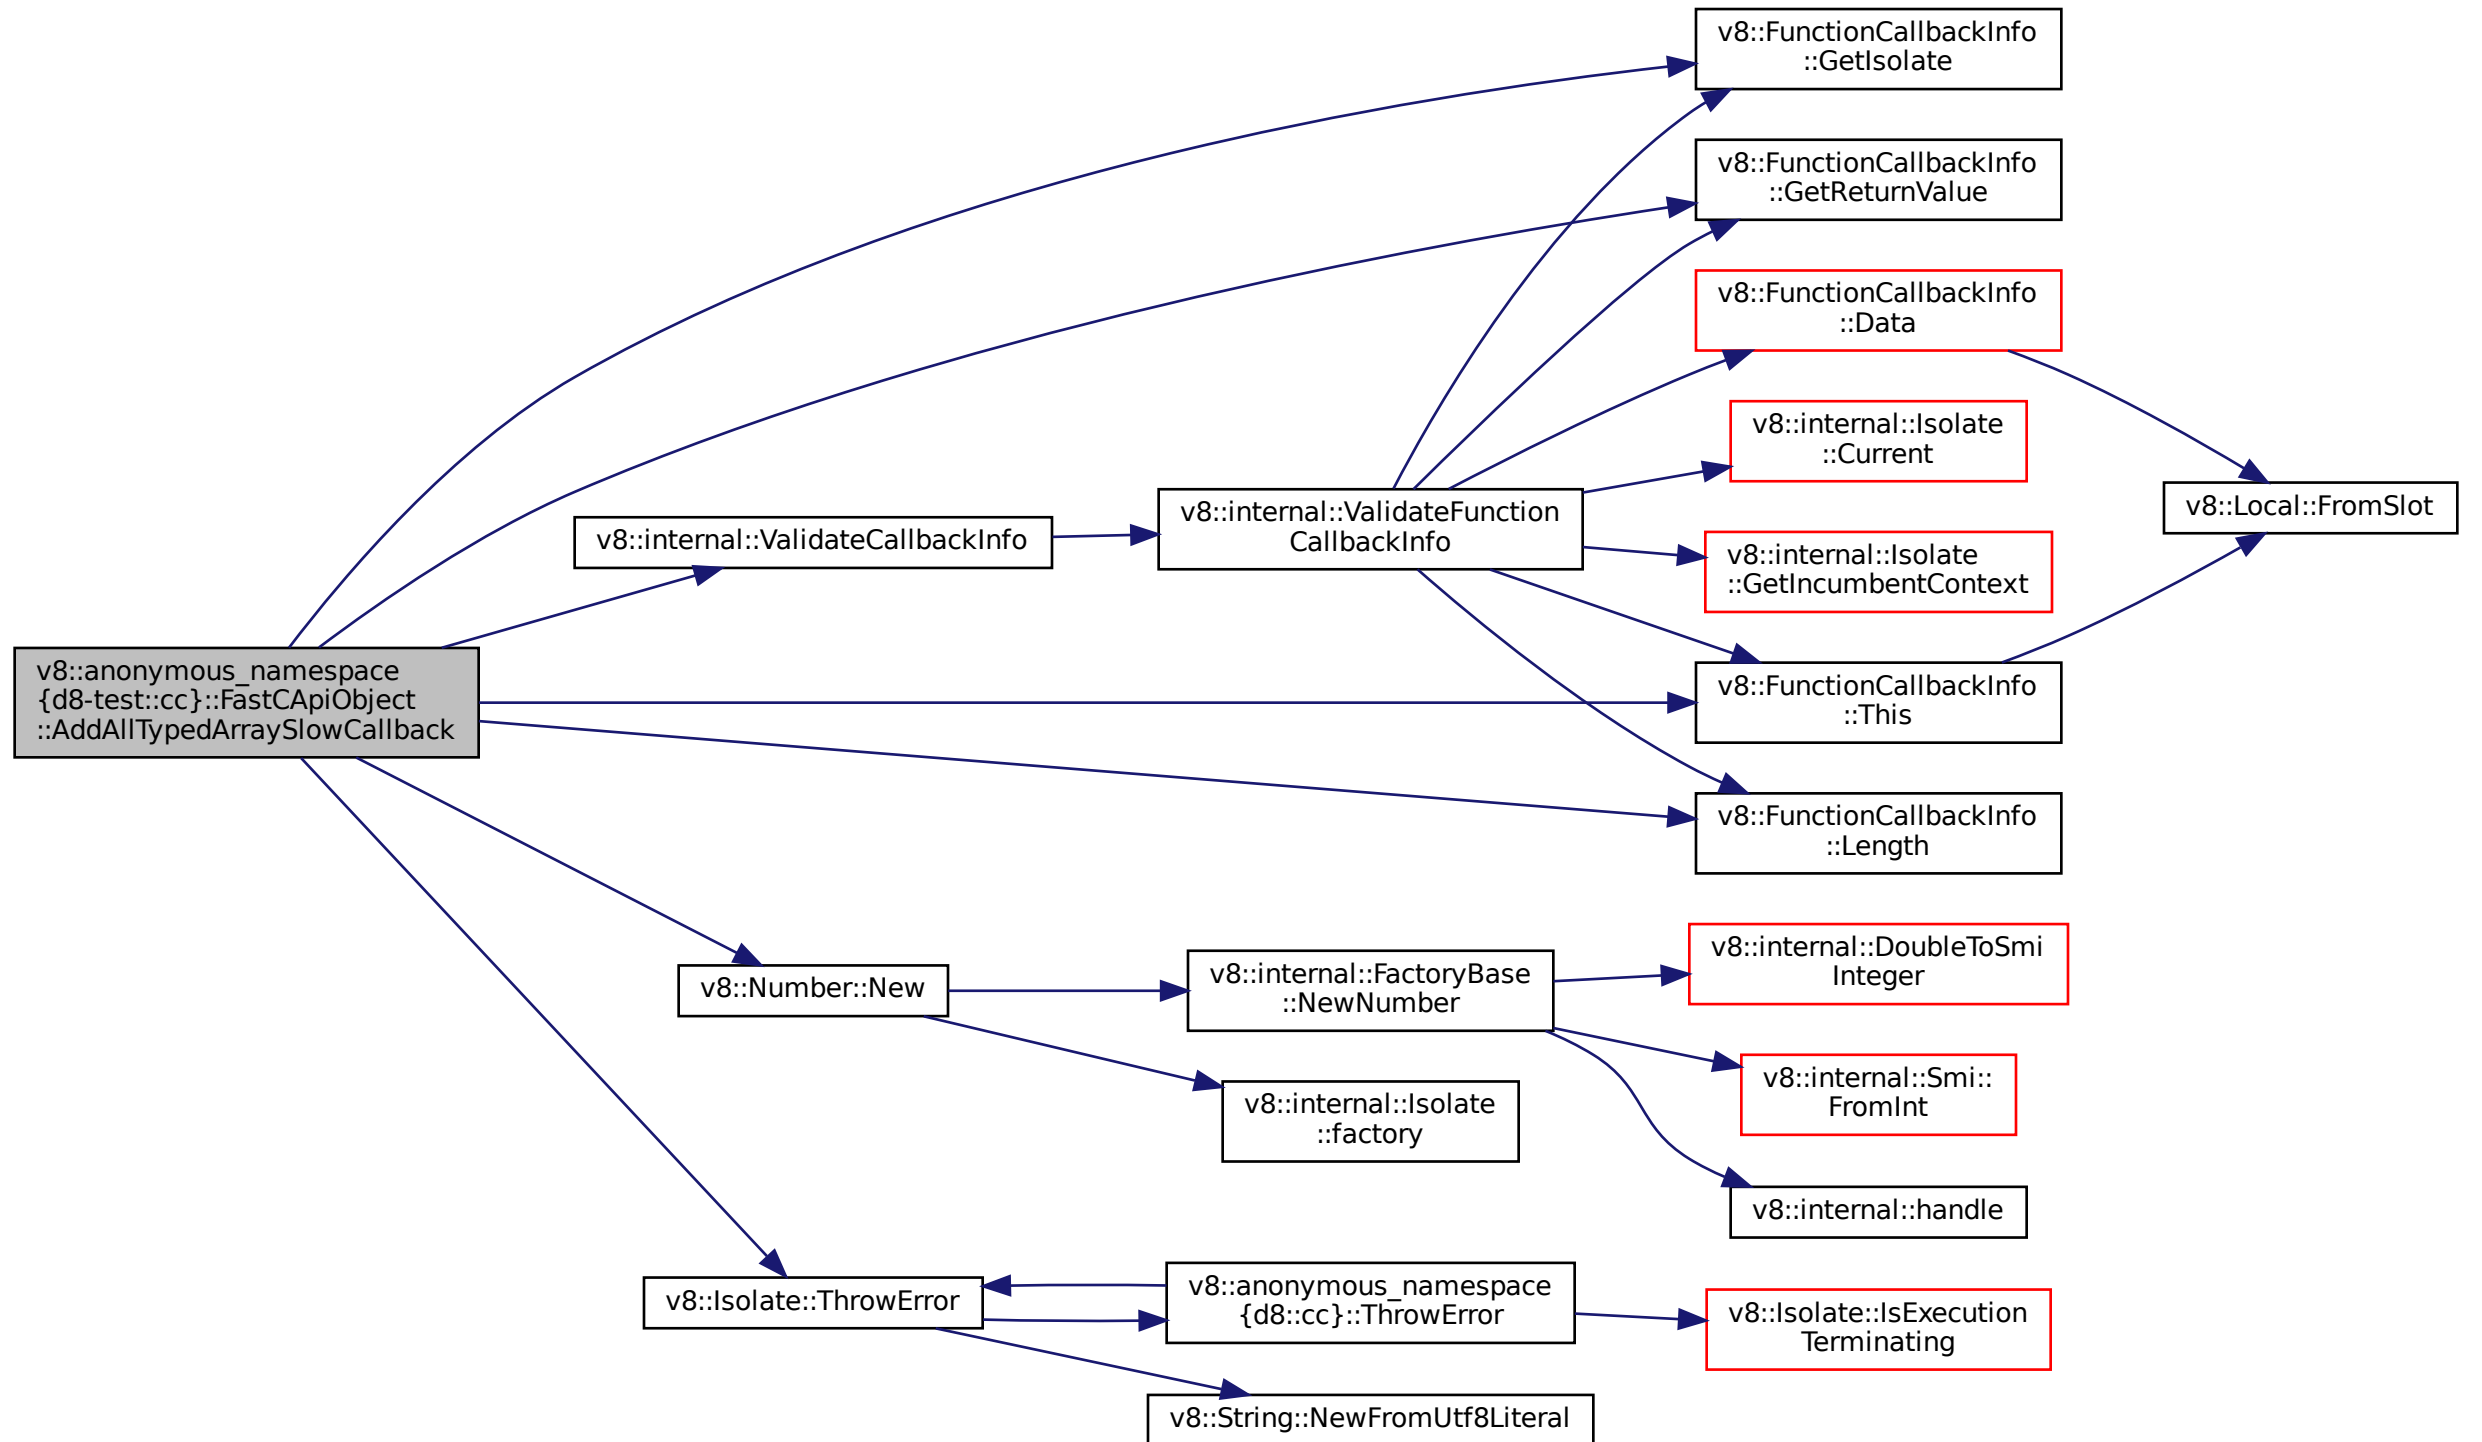 v8::FunctionCallbackInfo
::GetIsolate
v8::FunctionCallbackInfo
::GetReturnValue
v8::FunctionCallbackInfo
::Data
v8::internal::Isolate
::Current
v8::Local::FromSlot
v8::internal::ValidateFunction
CallbackInfo
v8::internal::ValidateCallbackInfo
v8::internal::Isolate
::GetIncumbentContext
v8::anonymous_namespace
{d8-test::cc}::FastCApiObject
::AddAllTypedArraySlowCallback
v8::FunctionCallbackInfo
::This
v8::FunctionCallbackInfo
::Length
v8::Number::New
v8::internal::FactoryBase
::NewNumber
v8::internal::DoubleToSmi
Integer
v8::internal::Isolate
::factory
v8::internal::Smi::
FromInt
v8::internal::handle
v8::Isolate::ThrowError
v8::anonymous_namespace
{d8::cc}::ThrowError
v8::Isolate::IsExecution
Terminating
v8::String::NewFromUtf8Literal